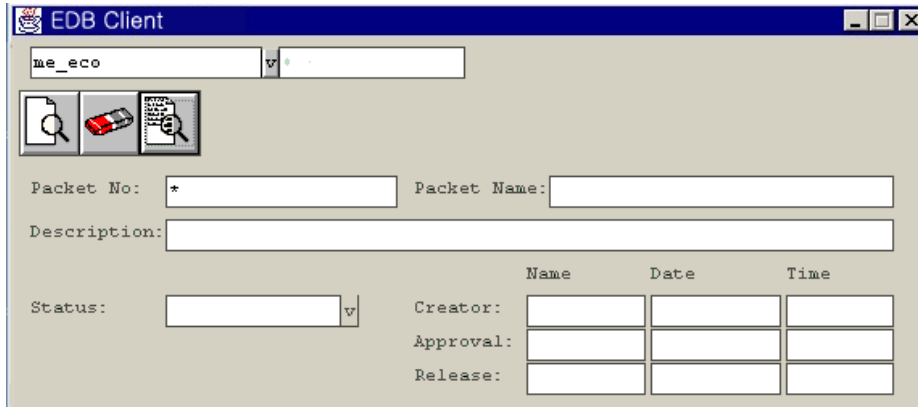 EDB Client
me_eco v
Packet No: * Packet Name:
Description:
Name Date Time
Status: v Creator:
Approval:
Release: